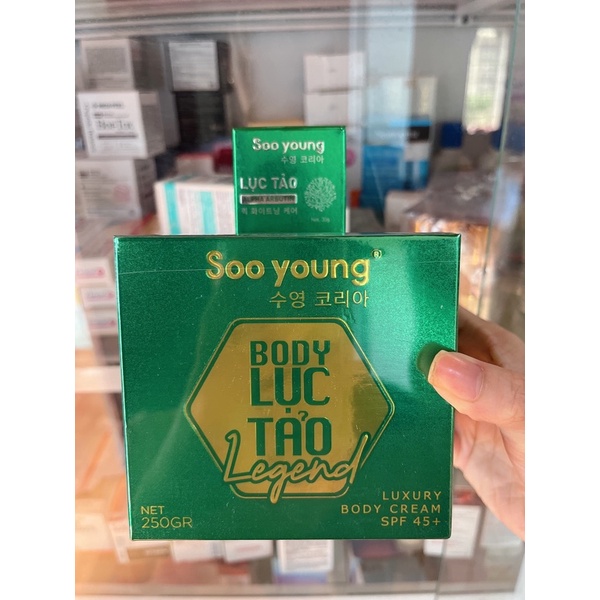 Soo young
수영 코리아
LỤC TẢO
Soo young®
수영 코리아
BODY
LỤC
TẢO
Legend
NET
250GR
LUXURY
BODY CREAM
SPF 45+